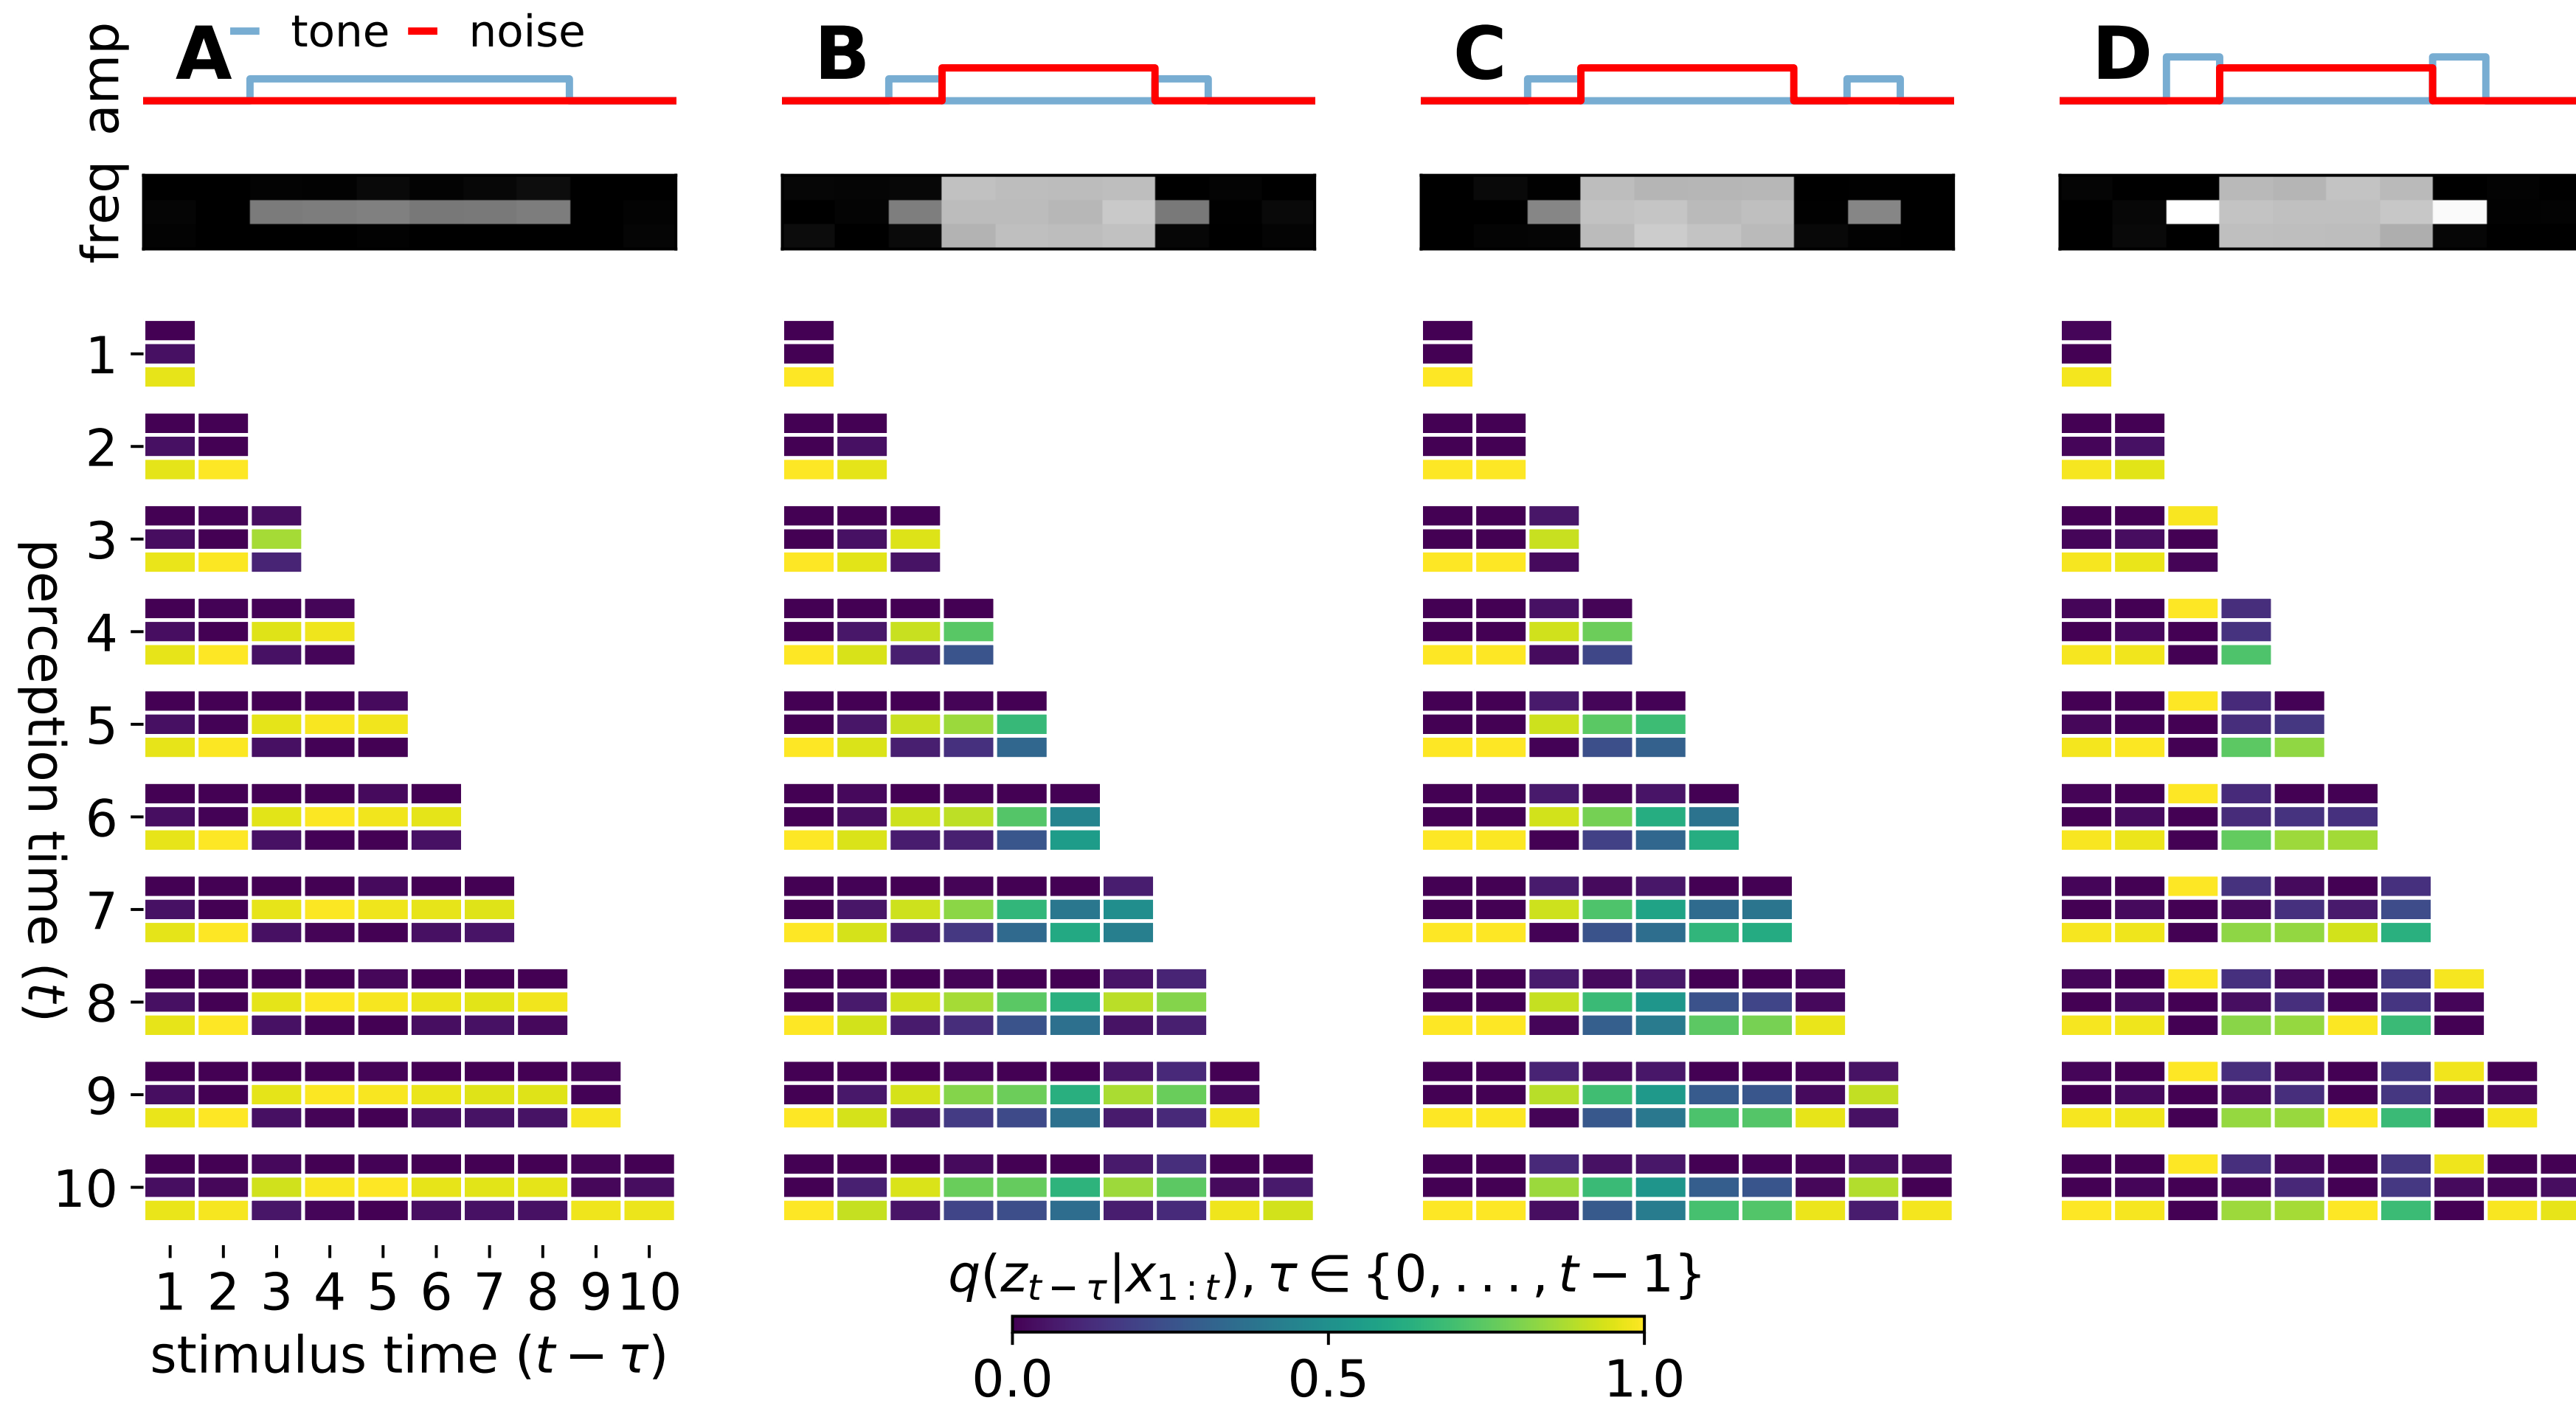 A
tone
noise
B
C
D
amp
freq
perception time (t)
1
2
3
4
5
6
7
8
9
10
1 2 3 4 5 6 7 8 9 10
stimulus time (t − τ)
q(z_{t − τ}|x_{1 : t}), τ ∈ {0, . . . , t − 1}
0.0 0.5 1.0